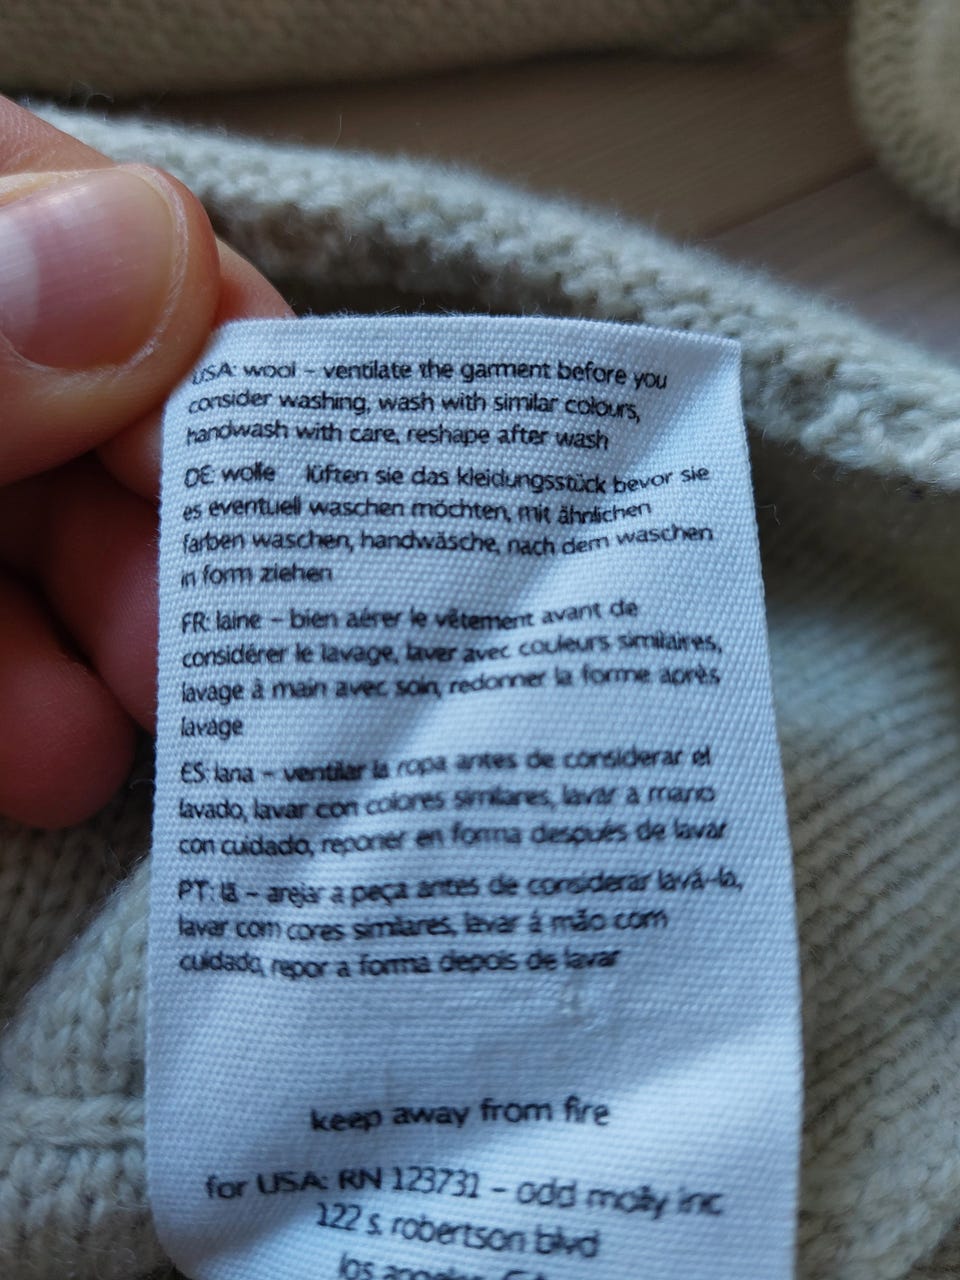 USA: wool – ventilate the garment before you
consider washing, wash with similar colours,
handwash with care, reshape after wash
DE: wolle lüften sie das kleidungsstück bevor sie
es eventuell waschen möchten, mit ähnlichen
farben waschen, handwäsche, nach dem waschen
in form ziehen
FR: laine – bien aérer le vêtement avant de
considérer le lavage, laver avec couleurs similaires,
lavage à main avec soin, redonner la forme après
lavage
ES: lana – ventilar la ropa antes de considerar el
lavado, lavar con colores similares, lavar a mano
con cuidado, reponer en forma después de lavar
PT: lã – arejar a peça antes de considerar lavá-la,
lavar com cores similares, lavar á mão com
cuidado, repor a forma depois de lavar
keep away from fire
for USA: RN 123731 – odd molly inc
122 s. robertson blvd
los angeles, CA